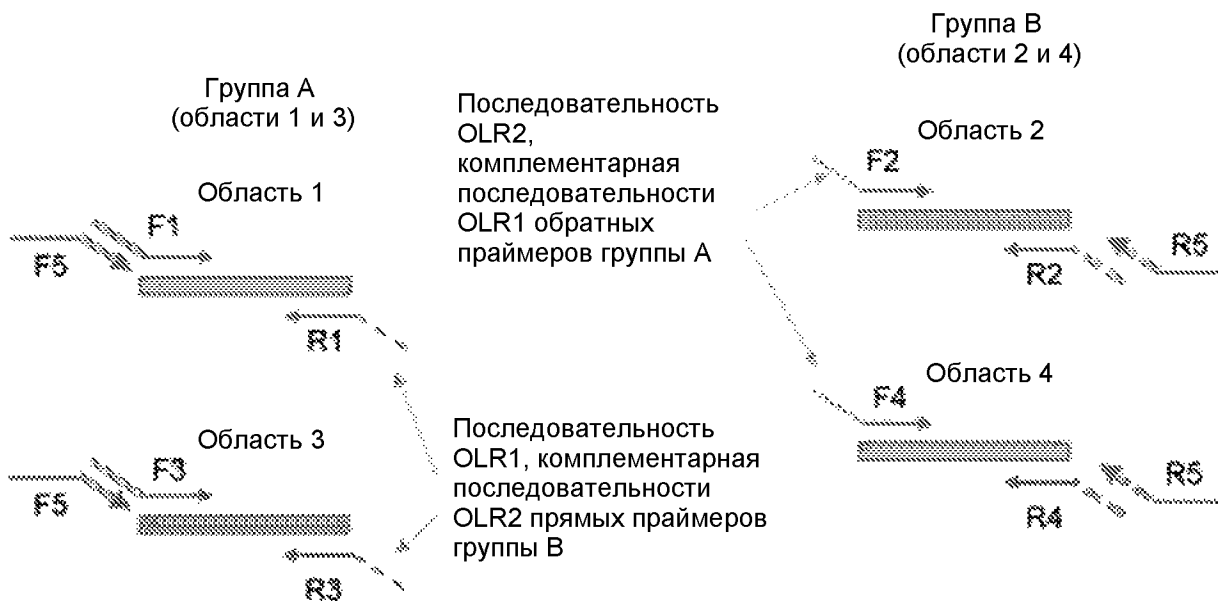 Группа A
(области 1 и 3)
Область 1
F1
F5
R1
Область 3
F3
F5
R3
Последовательность
OLR2,
комплементарная
последовательности
OLR1 обратных
праймеров группы A
Последовательность
OLR1, комплементарная
последовательности
OLR2 прямых праймеров
группы B
Группа B
(области 2 и 4)
Область 2
F2
R2
R5
Область 4
F4
R4
R5